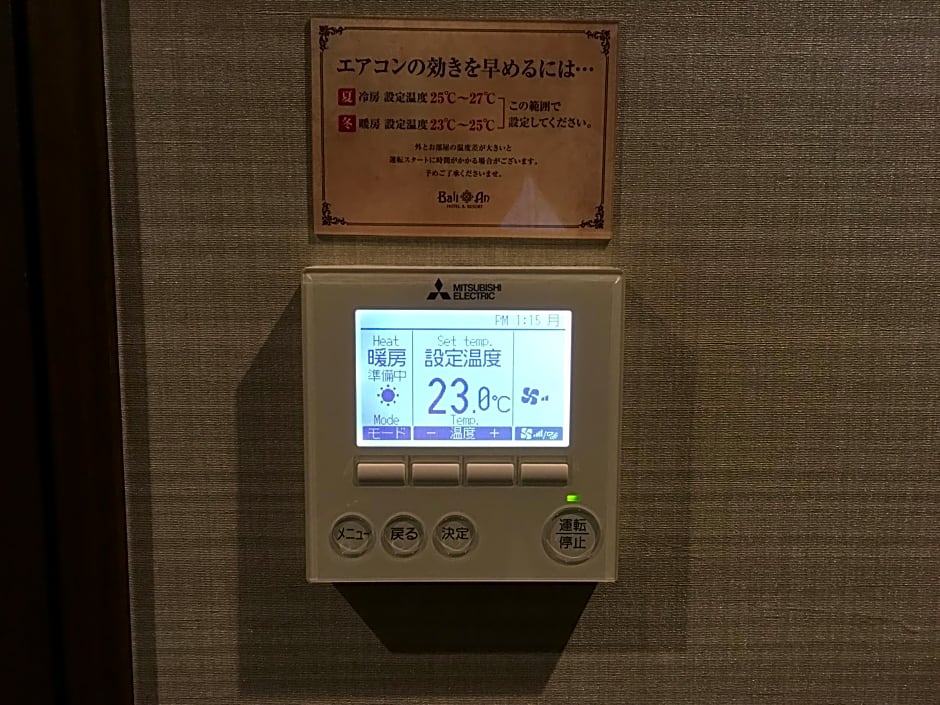 エアコンの効きを早めるには…
夏 冷房 設定温度 25℃～27℃
冬 暖房 設定温度 23℃～25℃
この範囲で
設定してください。
外とお部屋の温度差が大きいと
運転スタートに時間がかかる場合がございます。
予めご了承くださいませ。
Bali An
HOTEL & RESORT
MITSUBISHI
ELECTRIC
PM 1:15 月
Heat
暖房
準備中
Set temp.
設定温度
23.0℃
Mode
モード
Temp.
− 温度 +
メニュー 戻る 決定
運転
停止